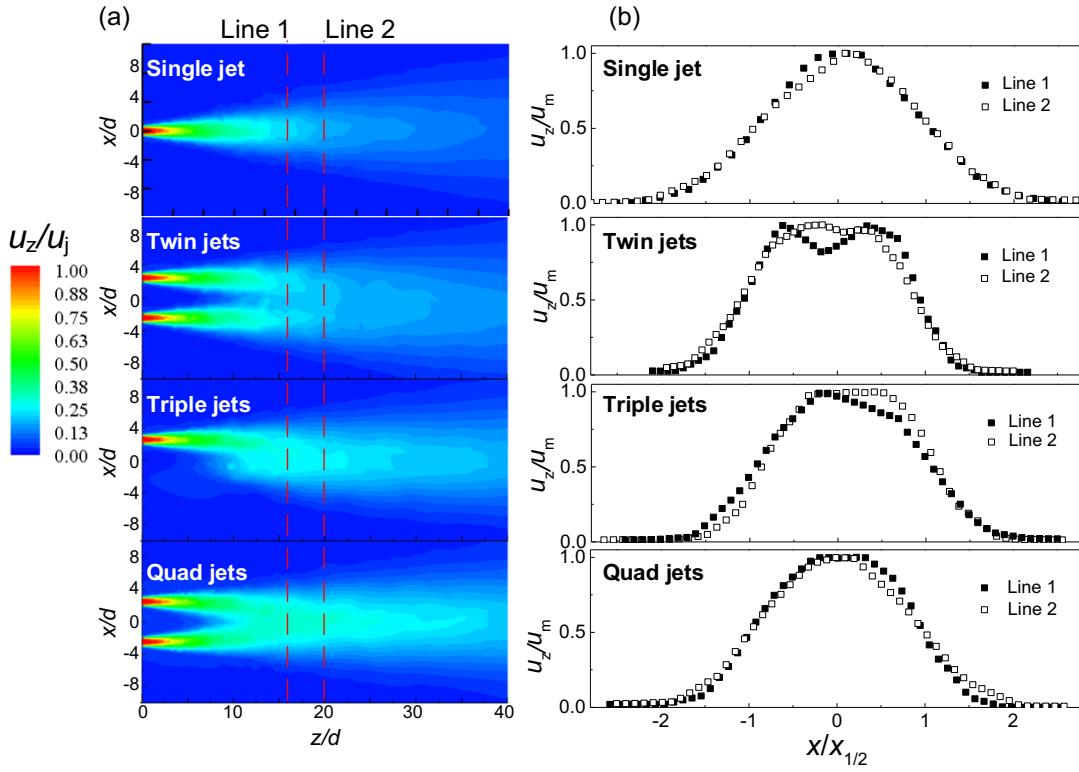 (a)
Line 1
Line 2
8
4
0
-4
-8
x/d
Single jet
u_z/u_j
1.00
0.88
0.75
0.63
0.50
0.38
0.25
0.13
0.00
8
4
0
-4
-8
x/d
Twin jets
8
4
0
-4
-8
x/d
Triple jets
8
4
0
-4
-8
x/d
Quad jets
0
10
20
30
40
z/d
(b)
1.0
0.5
0.0
u_z/u_m
Single jet
Line 1
Line 2
1.0
0.5
0.0
u_z/u_m
Twin jets
Line 1
Line 2
1.0
0.5
0.0
u_z/u_m
Triple jets
Line 1
Line 2
1.0
0.5
0.0
u_z/u_m
Quad jets
Line 1
Line 2
-2
-1
0
1
2
x/x_{1/2}